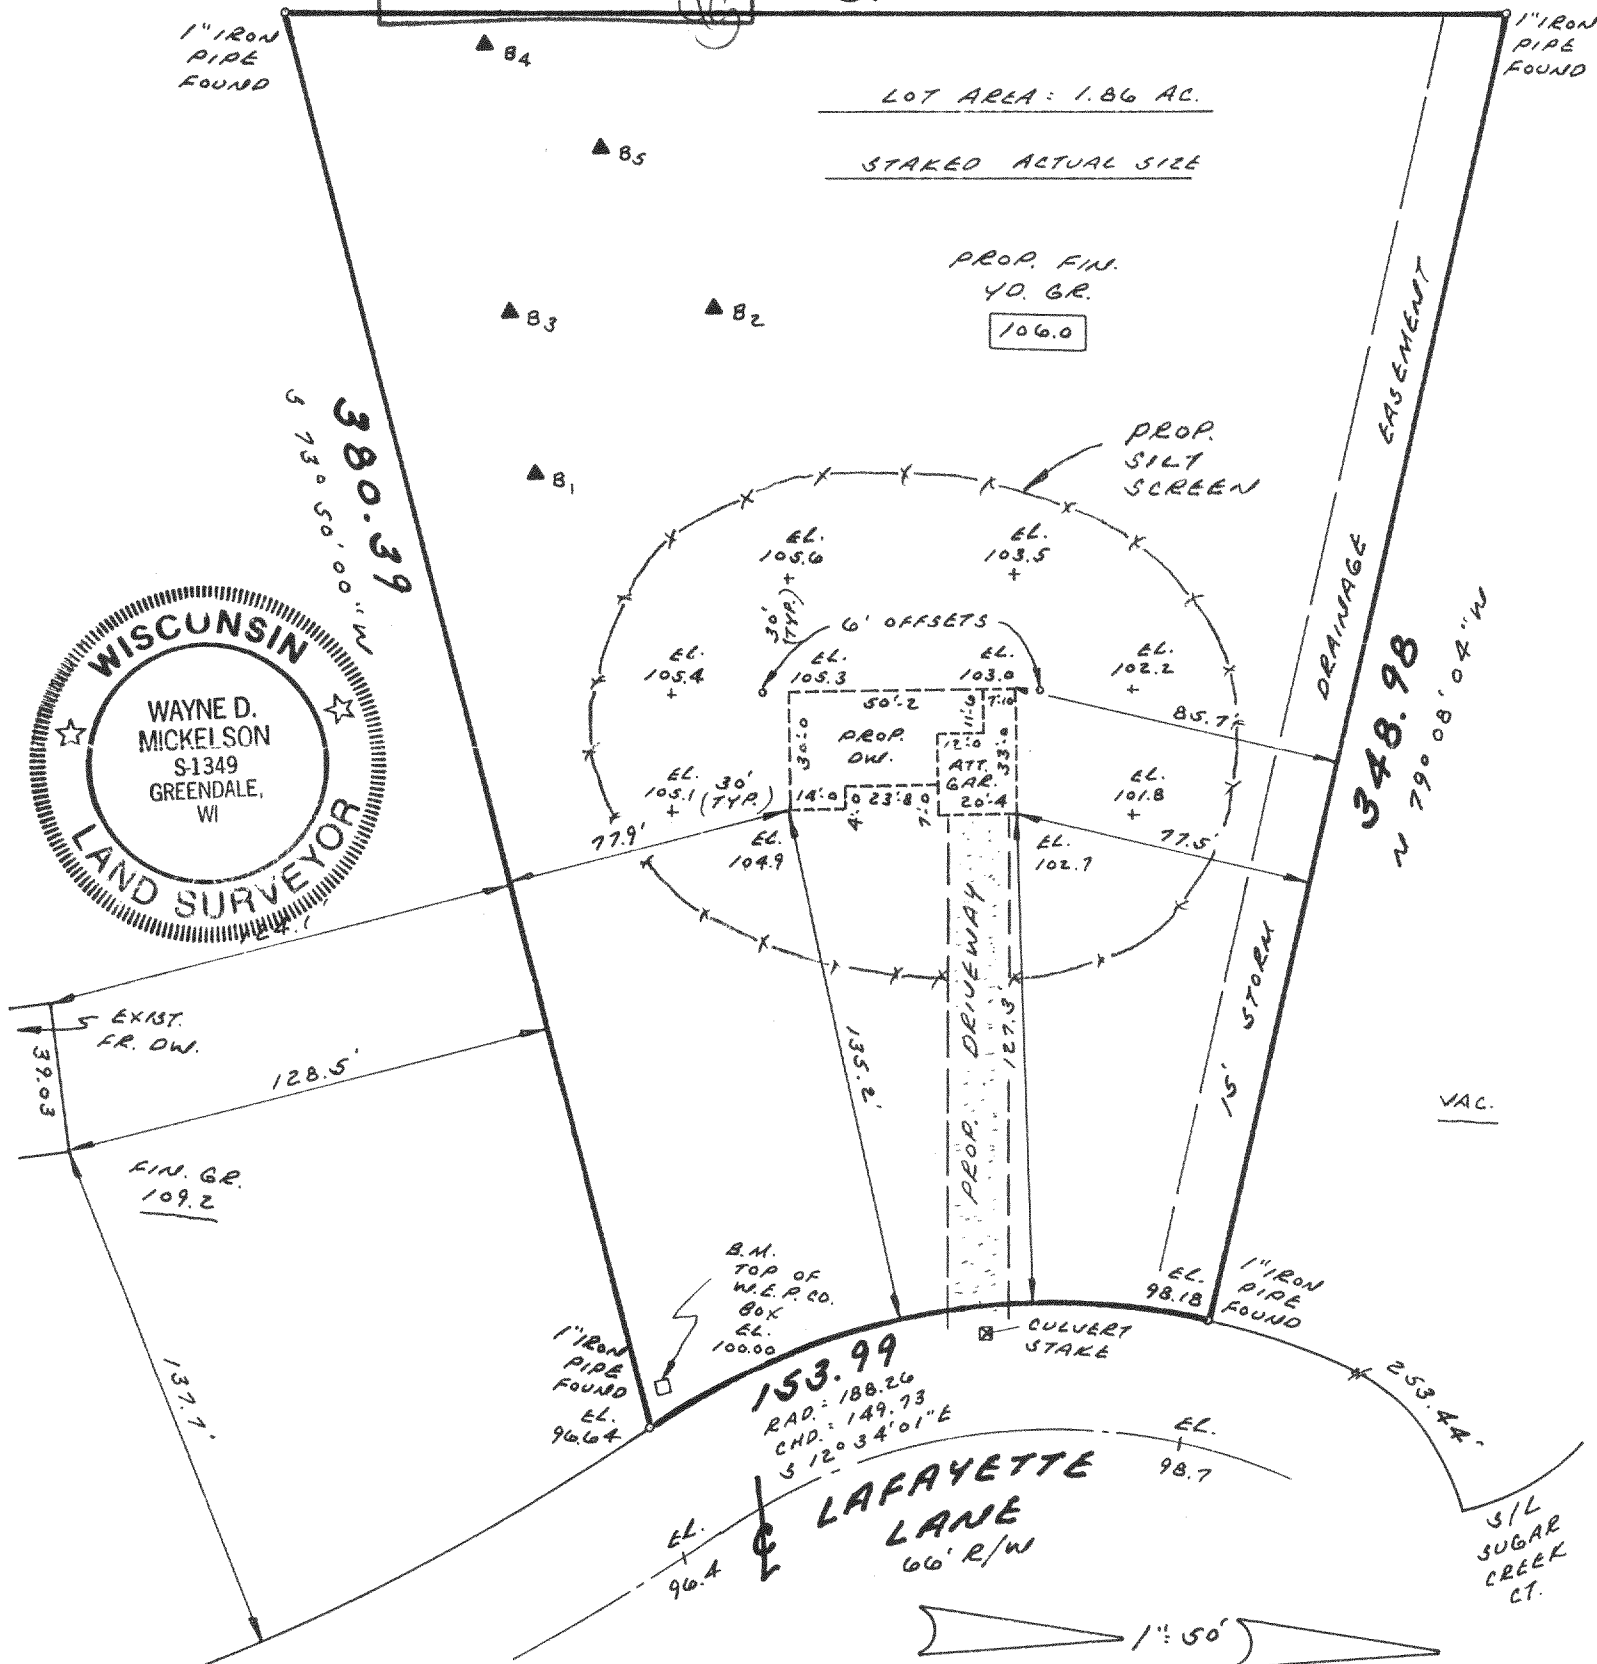 1" IRON
PIPE
FOUND
1" IRON
PIPE
FOUND
B4
LOT AREA: 1.86 AC.
B5
STAKED ACTUAL SIZE
PROP. FIN.
YD. GR.
106.0
B3
B2
B1
380.39
S 73° 50' 00" W
PROP.
SILT
SCREEN
15' STORM DRAINAGE EASEMENT
348.98
N 79° 08' 04" W
EL.
105.6
+
EL.
103.5
+
30'
(TYP.)
6' OFFSETS
EL.
105.4
+
EL.
105.3
EL.
103.0
EL.
102.2
+
50'-2
7'-10
30'-0
PROP.
DW.
12'-0
ATT.
GAR.
33'-0
85.7'
EL.
105.1
+
30'
(TYP.)
14'-0
23'-8
20'-4
EL.
101.8
+
77.9'
EL.
104.9
EL.
102.7
77.5
WISCONSIN
WAYNE D.
MICKELSON
S-1349
GREENDALE,
WI
LAND SURVEYOR
EXIST.
FR. DW.
39.03
128.5'
FIN. GR.
109.2
137.7'
135.2'
PROP. DRIVEWAY
127.3'
VAC.
B.M.
TOP OF
W.E.P.CO.
BOX
EL.
100.00
1" IRON
PIPE
FOUND
EL.
96.64
EL.
98.18
1" IRON
PIPE
FOUND
CULVERT
STAKE
153.99
RAD. = 188.26
CHD. = 149.73
S 12° 34' 01" E
253.44'
EL.
98.7
LAFAYETTE
LANE
66' R/W
EL.
96.4
S/L
SUGAR
CREEK
CT.
1" = 50'